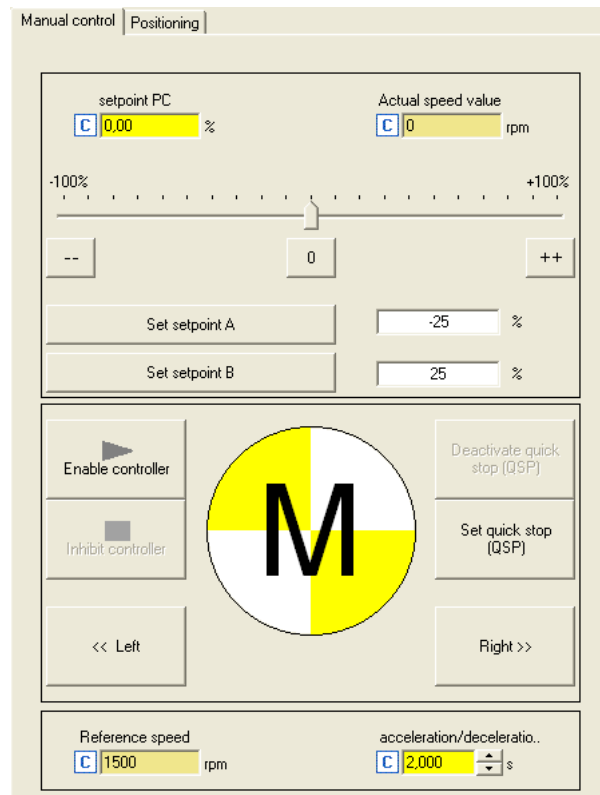 Manual control Positioning
setpoint PC Actual speed value
C 0,00 % C 0 rpm
-100% +100%
-- 0 ++
Set setpoint A -25 %
Set setpoint B 25 %
Enable controller
Deactivate quick
stop (QSP)
M
Inhibit controller
Set quick stop
(QSP)
<< Left Right >>
Reference speed acceleration/deceleratio..
C 1500 rpm C 2,000 s